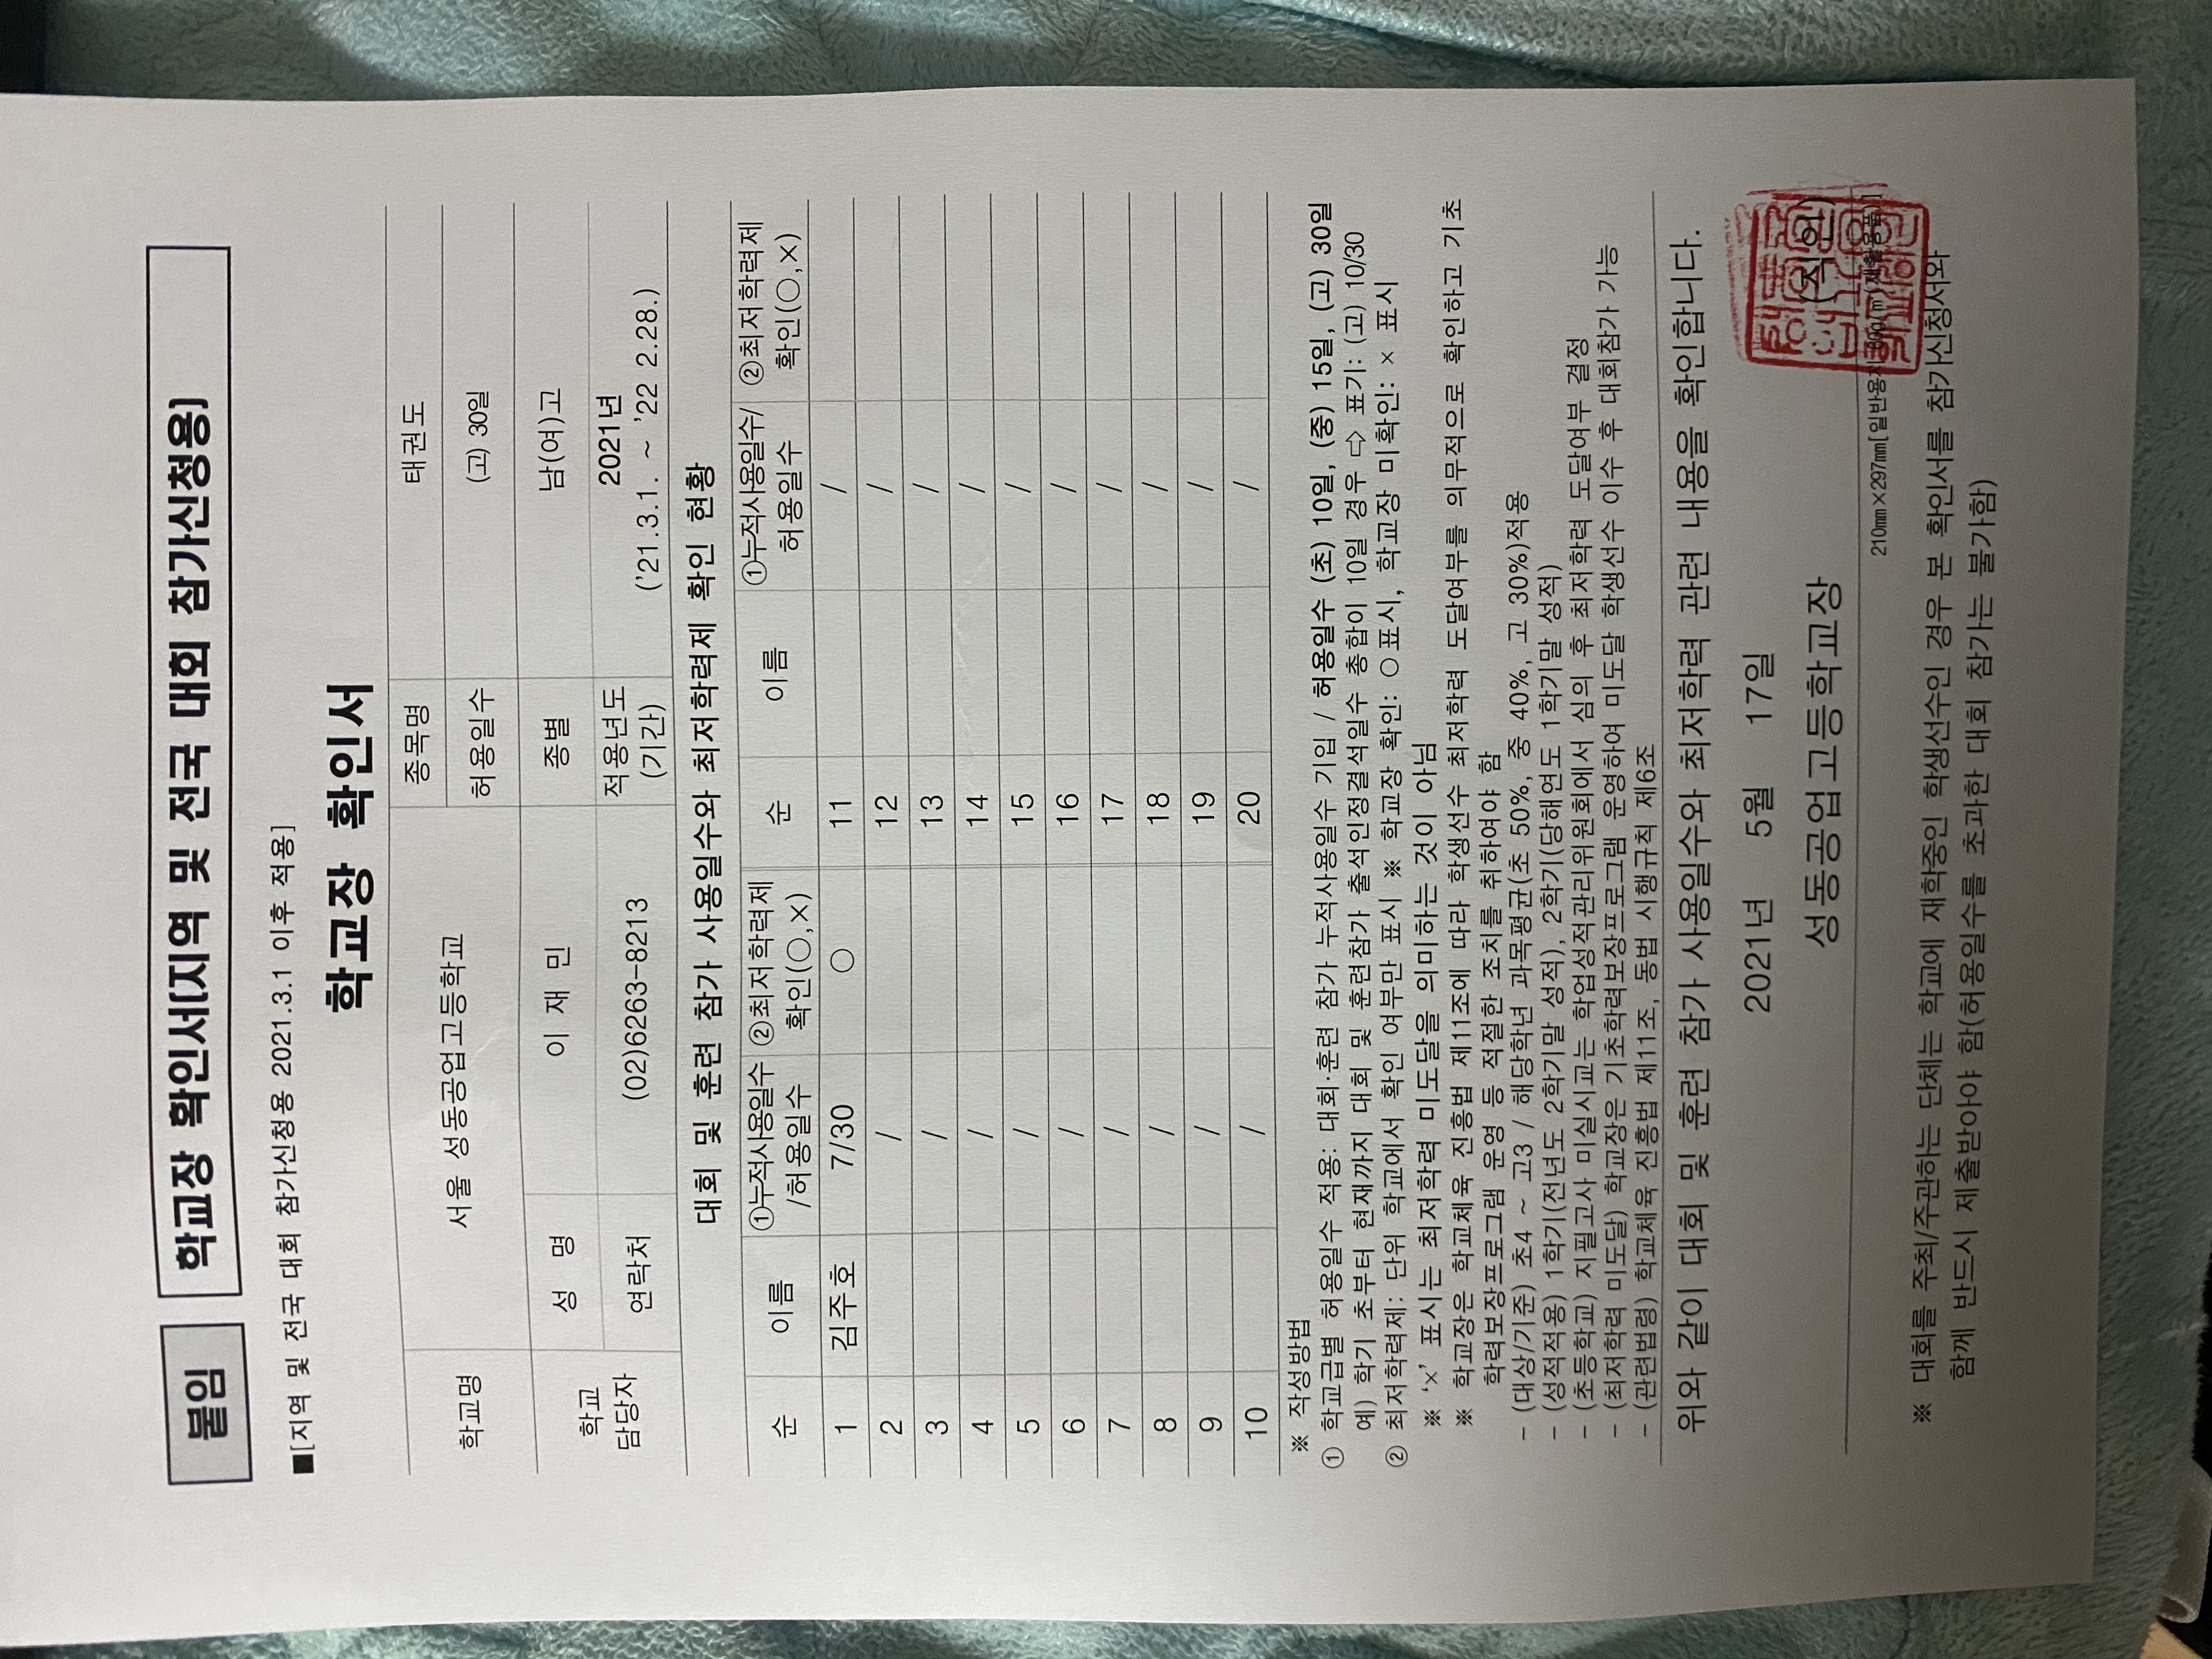 붙임
학교장 확인서[지역 및 전국 대회 참가신청용]
■[지역 및 전국 대회 참가신청용 2021.3.1 이후 적용]
학교장 확인서
학교명 서울 성동공업고등학교 종목명 태권도
허용일수 (고) 30일
학교 담당자 성 명 이 재 민 종별 남(여)고
연락처 (02)6263-8213 적용년도 (기간) 2021년
('21.3.1. ~ '22 2.28.)
대회 및 훈련 참가 사용일수와 최저학력제 확인 현황
순 이름 ①누적사용일수 /허용일수 ②최저학력제 확인(○,×) 순 이름 ①누적사용일수/ 허용일수 ②최저학력제 확인(○,×)
1 김주호 7/30 ○ 11 /
2 / 12 /
3 / 13 /
4 / 14 /
5 / 15 /
6 / 16 /
7 / 17 /
8 / 18 /
9 / 19 /
10 / 20 /
※ 작성방법
① 학교급별 허용일수 적용: 대회·훈련 참가 누적사용일수 기입 / 허용일수 (초) 10일, (중) 15일, (고) 30일
예) 학기 초부터 현재까지 대회 및 훈련참가 출석인정결석일수 총합이 10일 경우 ⇨ 표기: (고) 10/30
② 최저학력제: 단위 학교에서 확인 여부만 표시 ※ 학교장 확인: ○표시, 학교장 미확인: × 표시
※ '×' 표시는 최저학력 미도달을 의미하는 것이 아님
※ 학교장은 학교체육 진흥법 제11조에 따라 학생선수 최저학력 도달여부를 의무적으로 확인하고 기초
학력보장프로그램 운영 등 적절한 조치를 취하여야 함
- (대상/기준) 초4 ~ 고3 / 해당학년 과목평균(초 50%, 중 40%, 고 30%)적용
- (성적적용) 1학기(전년도 2학기말 성적), 2학기(당해연도 1학기말 성적)
- (초등학교) 지필고사 미실시교는 학업성적관리위원회에서 심의 후 최저학력 도달여부 결정
- (최저학력 미도달) 학교장은 기초학력보장프로그램 운영하여 미도달 학생선수 이수 후 대회참가 가능
- (관련법령) 학교체육 진흥법 제11조, 동법 시행규칙 제6조
위와 같이 대회 및 훈련 참가 사용일수와 최저학력 관련 내용을 확인합니다.
2021년 5월 17일
성동공업고등학교장 (직인)
210mm×297mm[일반용지 (재활용품)]
※ 대회를 주최/주관하는 단체는 학교에 재학중인 학생선수인 경우 본 확인서를 참가신청서와
함께 반드시 제출받아야 함(허용일수를 초과한 대회 참가는 불가함)